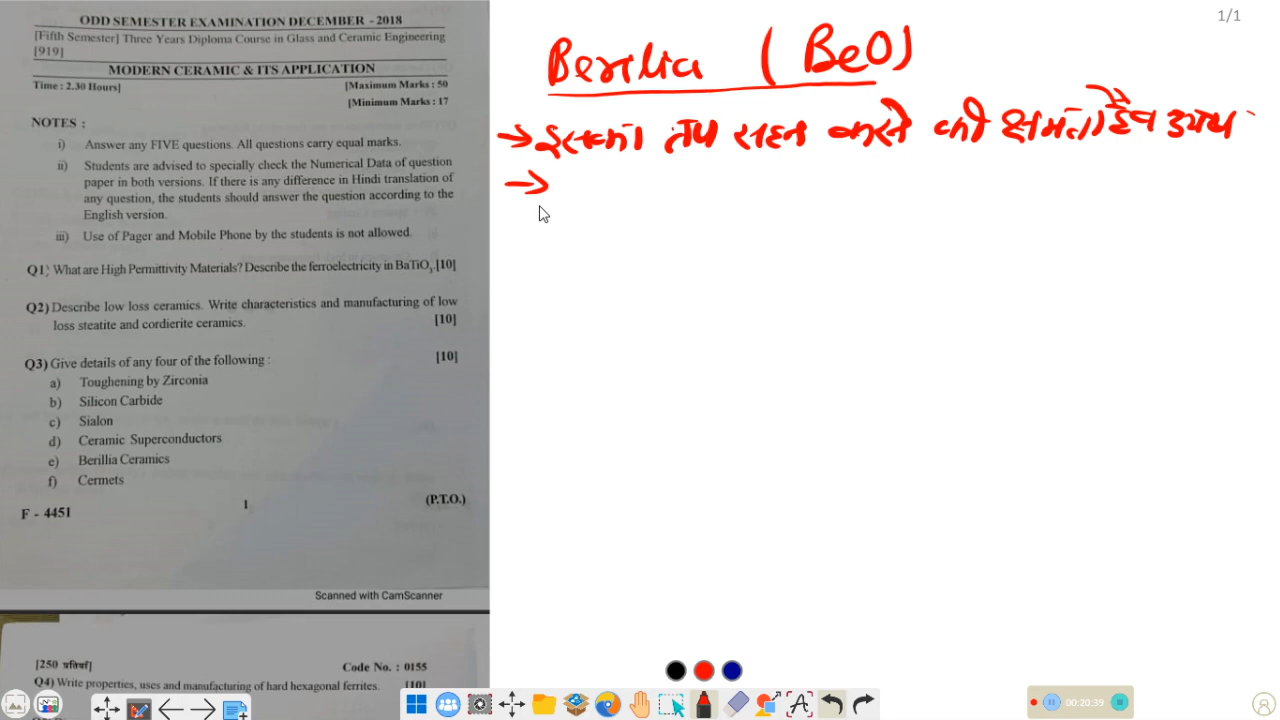 ODD SEMESTER EXAMINATION DECEMBER - 2018
[Fifth Semester] Three Years Diploma Course in Glass and Ceramic Engineering
[919]
MODERN CERAMIC & ITS APPLICATION
Time : 2.30 Hours]
[Maximum Marks : 50
[Minimum Marks : 17
NOTES :
i) Answer any FIVE questions. All questions carry equal marks.
ii) Students are advised to specially check the Numerical Data of question
paper in both versions. If there is any difference in Hindi translation of
any question, the students should answer the question according to the
English version.
iii) Use of Pager and Mobile Phone by the students is not allowed.
Q1) What are High Permittivity Materials? Describe the ferroelectricity in BaTiO3.[10]
Q2) Describe low loss ceramics. Write characteristics and manufacturing of low
loss steatite and cordierite ceramics. [10]
Q3) Give details of any four of the following : [10]
a) Toughening by Zirconia
b) Silicon Carbide
c) Sialon
d) Ceramic Superconductors
e) Berillia Ceramics
f) Cermets
1
(P.T.O.)
F - 4451
Scanned with CamScanner
[250 प्रतियाँ]
Code No. : 0155
Q4) Write properties, uses and manufacturing of hard hexagonal ferrites. [10]
1/1
Berillia (BeO)
→ इसका ताप सहन करने की क्षमता
→
00:20:39